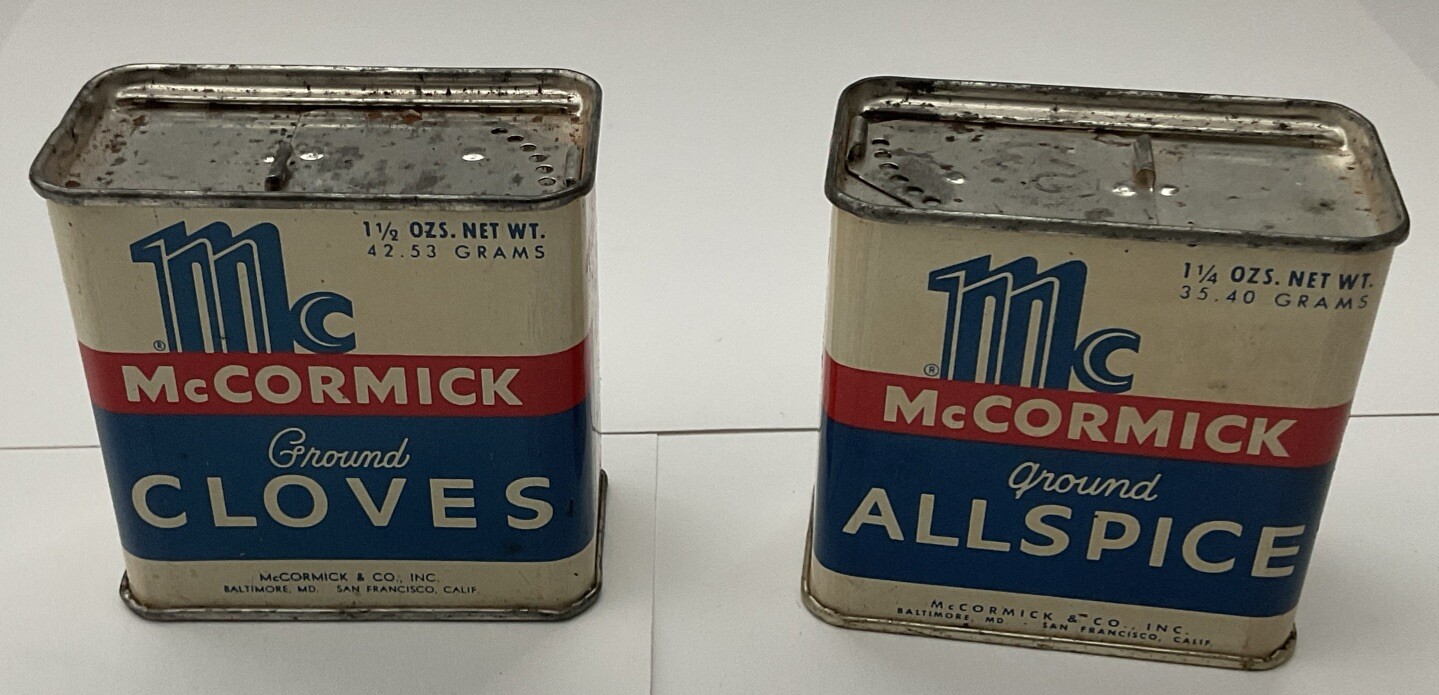 1½ OZS. NET WT.
42.53 GRAMS
Mc
®
McCORMICK
Ground
CLOVES
McCORMICK & CO., INC.
BALTIMORE, MD. SAN FRANCISCO, CALIF.
1¼ OZS. NET WT.
35.40 GRAMS
Mc
®
McCORMICK
ground
ALLSPICE
McCORMICK & CO., INC.
BALTIMORE, MD SAN FRANCISCO, CALIF.